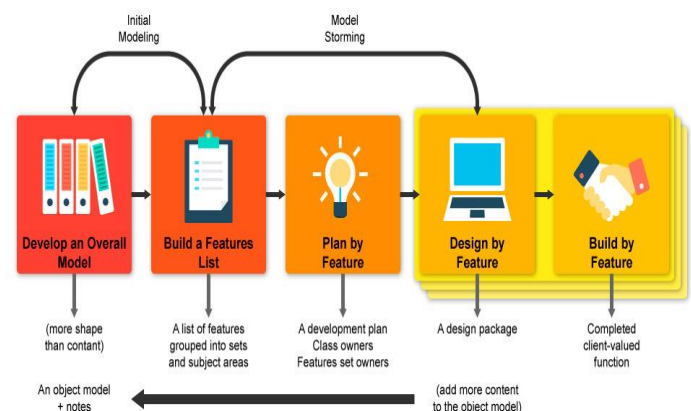 Initial
Modeling
Model
Storming
Develop an Overall
Model
Build a Features
List
Plan by
Feature
Design by
Feature
Build by
Feature
(more shape
than contant)
A list of features
grouped into sets
and subject areas
A development plan
Class owners
Features set owners
A design package
Completed
client-valued
function
An object model
+ notes
(add more content
to the object model)